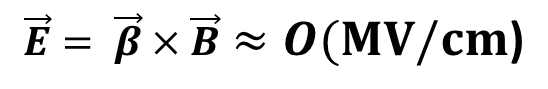 E⃗ = β⃗ × B⃗ ≈ O(MV/cm)